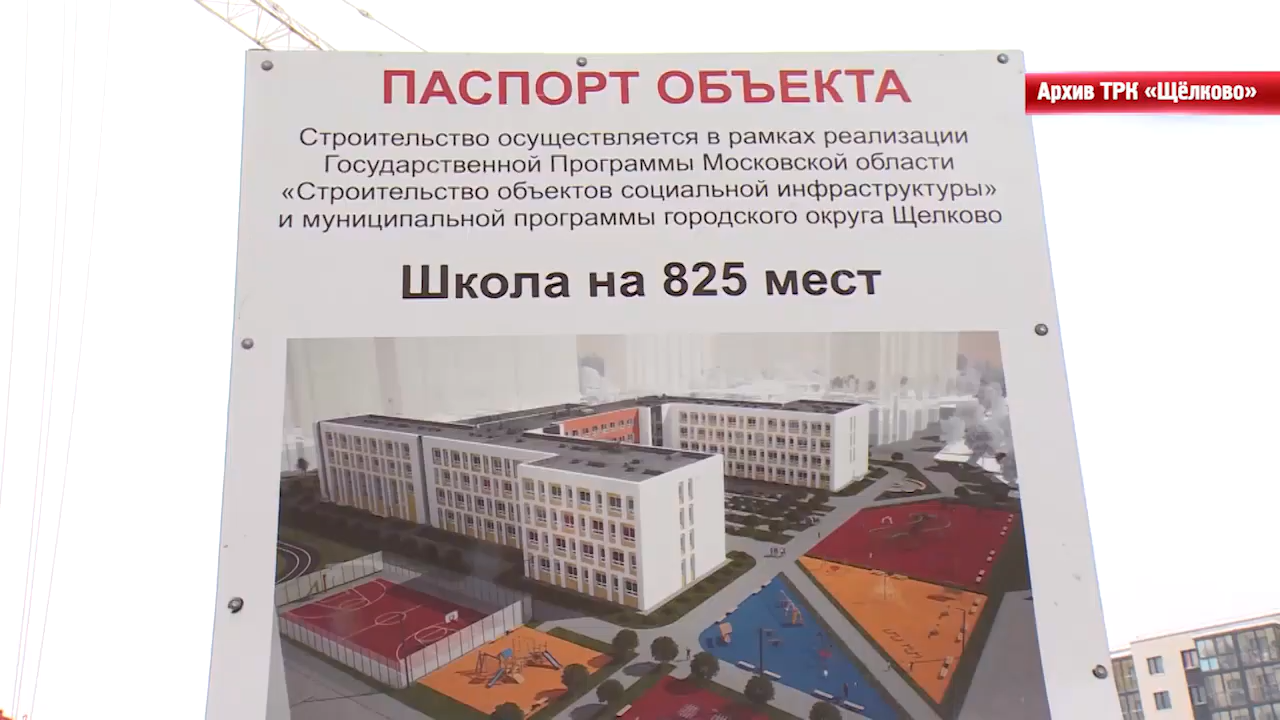 ПАСПОРТ ОБЪЕКТА
Архив ТРК «Щёлково»
Строительство осуществляется в рамках реализации
Государственной Программы Московской области
«Строительство объектов социальной инфраструктуры»
и муниципальной программы городского округа Щелково
Школа на 825 мест